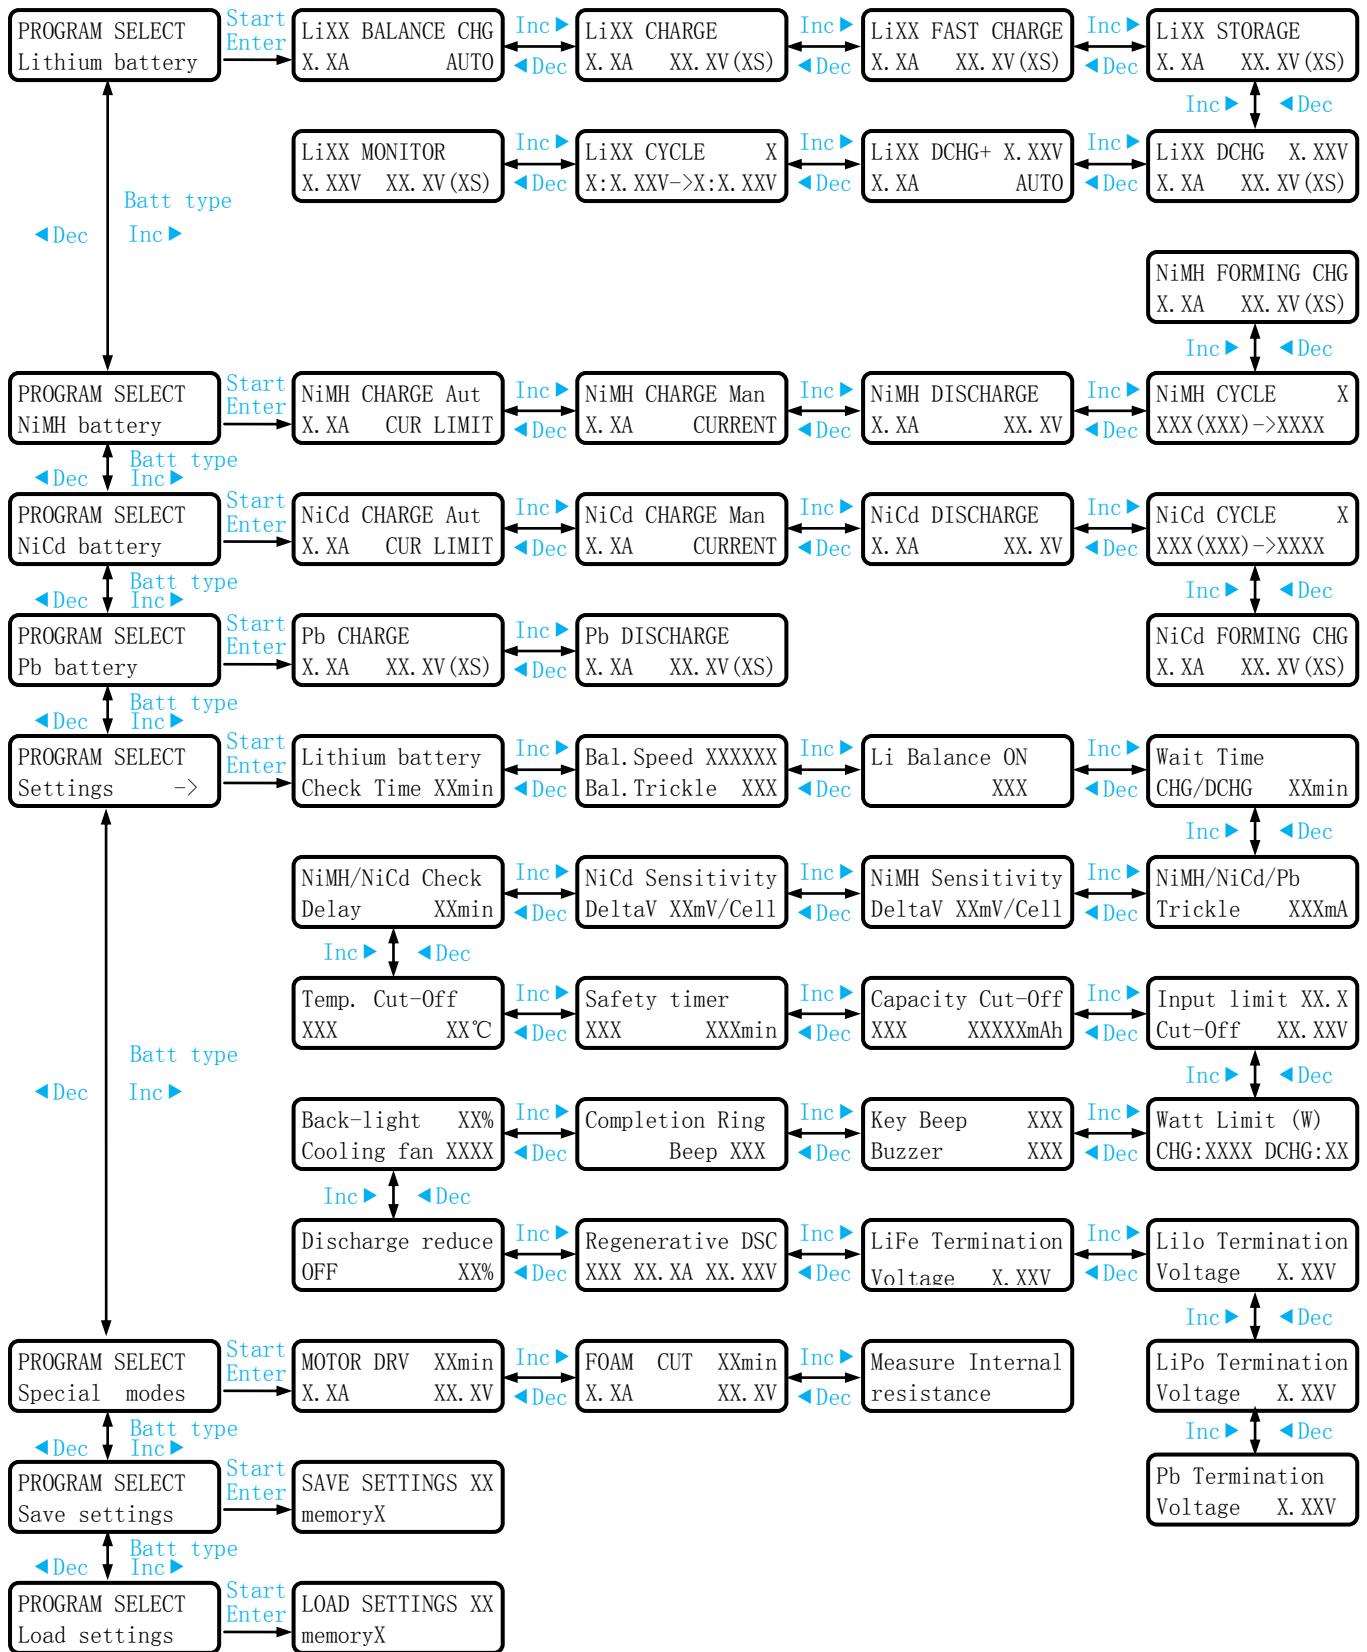 PROGRAM SELECT
Lithium battery
Start
Enter
LiXX BALANCE CHG
X.XA AUTO
Inc▶
◀Dec
LiXX CHARGE
X.XA XX.XV(XS)
Inc▶
◀Dec
LiXX FAST CHARGE
X.XA XX.XV(XS)
Inc▶
◀Dec
LiXX STORAGE
X.XA XX.XV(XS)
Inc▶ ◀Dec
LiXX MONITOR
X.XXV XX.XV(XS)
Inc▶
◀Dec
LiXX CYCLE X
X:X.XXV->X:X.XXV
Inc▶
◀Dec
LiXX DCHG+ X.XXV
X.XA AUTO
Inc▶
◀Dec
LiXX DCHG X.XXV
X.XA XX.XV(XS)
Batt type
◀Dec Inc▶
NiMH FORMING CHG
X.XA XX.XV(XS)
Inc▶ ◀Dec
PROGRAM SELECT
NiMH battery
Start
Enter
NiMH CHARGE Aut
X.XA CUR LIMIT
Inc▶
◀Dec
NiMH CHARGE Man
X.XA CURRENT
Inc▶
◀Dec
NiMH DISCHARGE
X.XA XX.XV
Inc▶
◀Dec
NiMH CYCLE X
XXX(XXX)->XXXX
Batt type
◀Dec Inc▶
PROGRAM SELECT
NiCd battery
Start
Enter
NiCd CHARGE Aut
X.XA CUR LIMIT
Inc▶
◀Dec
NiCd CHARGE Man
X.XA CURRENT
Inc▶
◀Dec
NiCd DISCHARGE
X.XA XX.XV
Inc▶
◀Dec
NiCd CYCLE X
XXX(XXX)->XXXX
Inc▶ ◀Dec
Batt type
◀Dec Inc▶
PROGRAM SELECT
Pb battery
Start
Enter
Pb CHARGE
X.XA XX.XV(XS)
Inc▶
◀Dec
Pb DISCHARGE
X.XA XX.XV(XS)
NiCd FORMING CHG
X.XA XX.XV(XS)
Batt type
◀Dec Inc▶
PROGRAM SELECT
Settings ->
Start
Enter
Lithium battery
Check Time XXmin
Inc▶
◀Dec
Bal.Speed XXXXXX
Bal.Trickle XXX
Inc▶
◀Dec
Li Balance ON
XXX
Inc▶
◀Dec
Wait Time
CHG/DCHG XXmin
Inc▶ ◀Dec
NiMH/NiCd Check
Delay XXmin
Inc▶
◀Dec
NiCd Sensitivity
DeltaV XXmV/Cell
Inc▶
◀Dec
NiMH Sensitivity
DeltaV XXmV/Cell
Inc▶
◀Dec
NiMH/NiCd/Pb
Trickle XXXmA
Inc▶ ◀Dec
Temp. Cut-Off
XXX XX℃
Inc▶
◀Dec
Safety timer
XXX XXXmin
Inc▶
◀Dec
Capacity Cut-Off
XXX XXXXXmAh
Inc▶
◀Dec
Input limit XX.X
Cut-Off XX.XXV
Batt type
◀Dec Inc▶
Inc▶ ◀Dec
Back-light XX%
Cooling fan XXXX
Inc▶
◀Dec
Completion Ring
Beep XXX
Inc▶
◀Dec
Key Beep XXX
Buzzer XXX
Inc▶
◀Dec
Watt Limit (W)
CHG:XXXX DCHG:XX
Inc▶ ◀Dec
Discharge reduce
OFF XX%
Inc▶
◀Dec
Regenerative DSC
XXX XX.XA XX.XXV
Inc▶
◀Dec
LiFe Termination
Voltage X.XXV
Inc▶
◀Dec
LiIo Termination
Voltage X.XXV
Inc▶ ◀Dec
PROGRAM SELECT
Special modes
Start
Enter
MOTOR DRV XXmin
X.XA XX.XV
Inc▶
◀Dec
FOAM CUT XXmin
X.XA XX.XV
Inc▶
◀Dec
Measure Internal
resistance
LiPo Termination
Voltage X.XXV
Inc▶ ◀Dec
Batt type
◀Dec Inc▶
PROGRAM SELECT
Save settings
Start
Enter
SAVE SETTINGS XX
memoryX
Pb Termination
Voltage X.XXV
Batt type
◀Dec Inc▶
PROGRAM SELECT
Load settings
Start
Enter
LOAD SETTINGS XX
memoryX